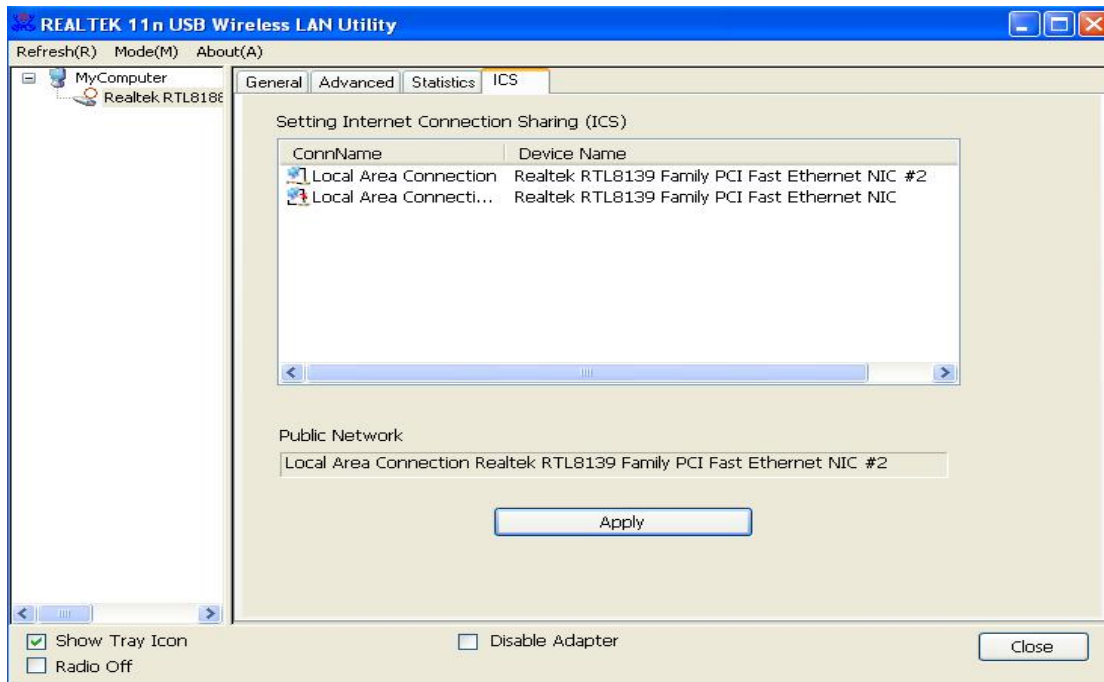 REALTEK 11n USB Wireless LAN Utility
Refresh(R) Mode(M) About(A)
MyComputer
Realtek RTL8188
General Advanced Statistics ICS
Setting Internet Connection Sharing (ICS)
ConnName Device Name
Local Area Connection Realtek RTL8139 Family PCI Fast Ethernet NIC #2
Local Area Connecti... Realtek RTL8139 Family PCI Fast Ethernet NIC
Public Network
Local Area Connection Realtek RTL8139 Family PCI Fast Ethernet NIC #2
Apply
Show Tray Icon Disable Adapter
Radio Off
Close